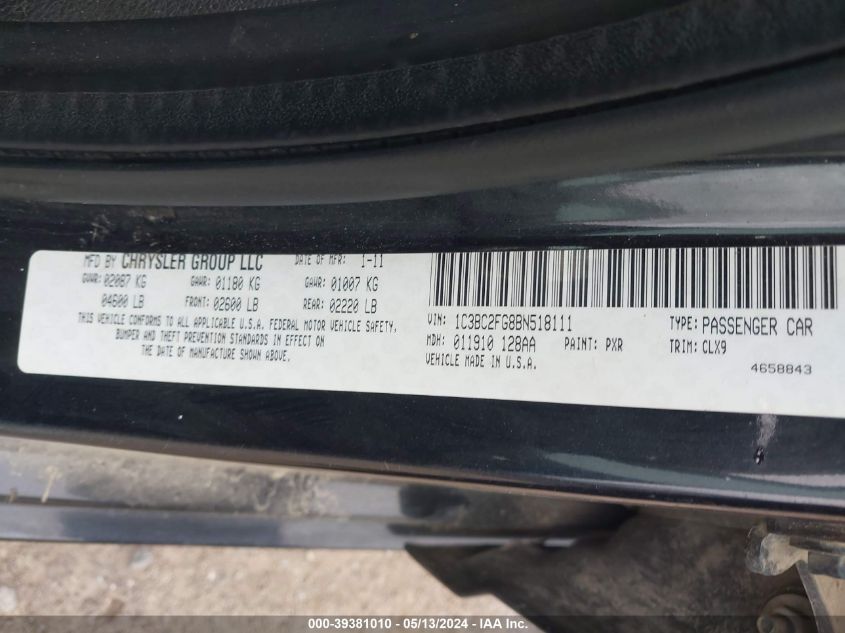 MFD BY CHRYSLER GROUP LLC DATE OF MFR: 1-11
GVWR: 02087 KG GAWR: 01180 KG GAWR: 01007 KG
04600 LB FRONT: 02600 LB REAR: 02220 LB
THIS VEHICLE CONFORMS TO ALL APPLICABLE U.S.A. FEDERAL MOTOR VEHICLE SAFETY,
BUMPER AND THEFT PREVENTION STANDARDS IN EFFECT ON
THE DATE OF MANUFACTURE SHOWN ABOVE.
VIN: 1C3BC2FG8BN518111 TYPE: PASSENGER CAR
MDH: 011910 128AA PAINT: PXR TRIM: CLX9
VEHICLE MADE IN U.S.A. 4658843
000-39381010 — 05/13/2024 — IAA Inc.